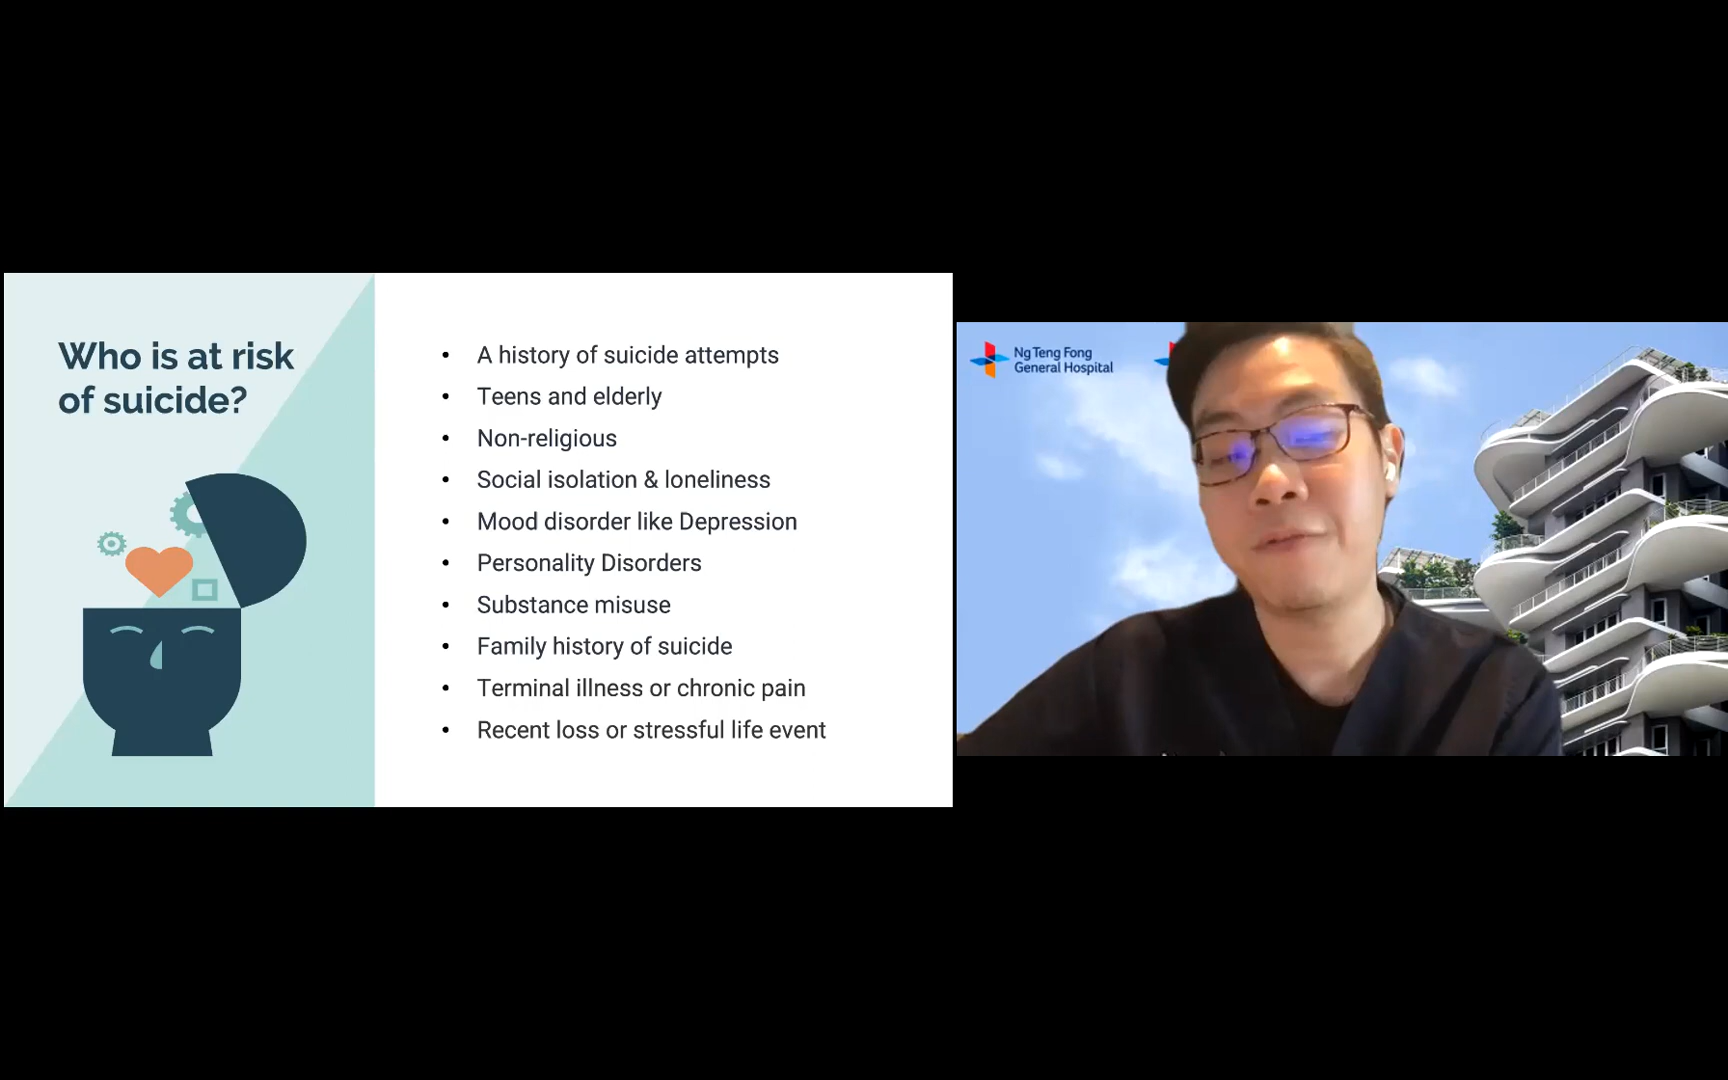 Who is at risk
of suicide?
• A history of suicide attempts
• Teens and elderly
• Non-religious
• Social isolation & loneliness
• Mood disorder like Depression
• Personality Disorders
• Substance misuse
• Family history of suicide
• Terminal illness or chronic pain
• Recent loss or stressful life event
Ng Teng Fong
General Hospital